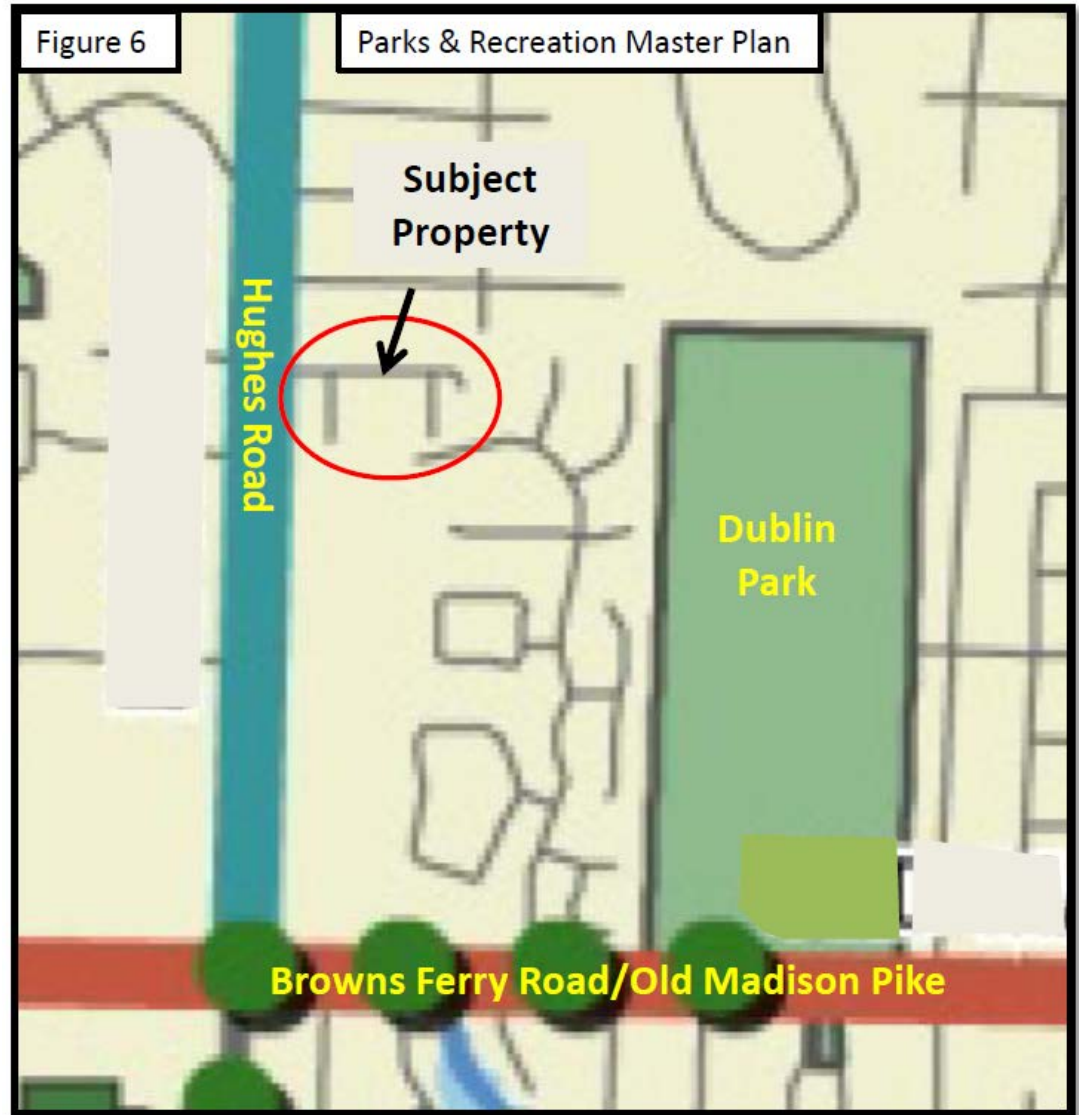 Figure 6
Parks & Recreation Master Plan
Subject
Property
Hughes Road
Dublin
Park
Browns Ferry Road/Old Madison Pike